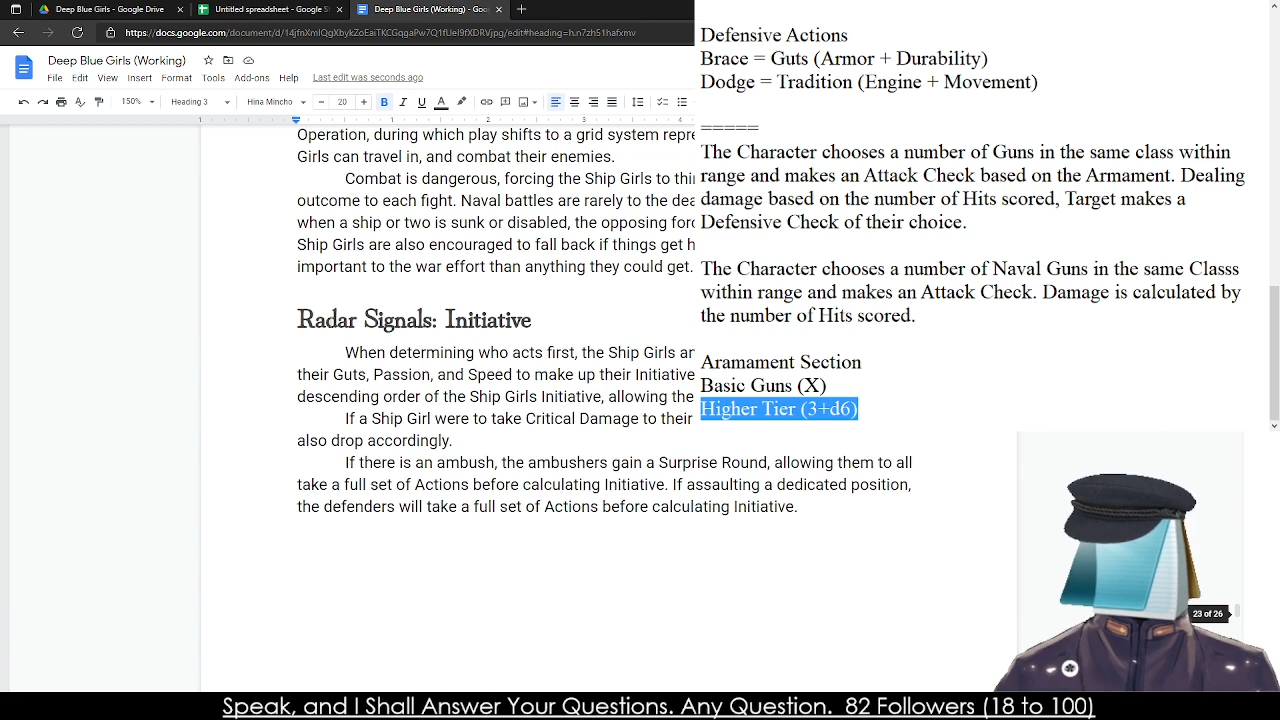 Deep Blue Girls - Google Drive
Untitled spreadsheet - Google S
Deep Blue Girls (Working) - Goo
Deep Blue Girls (Working)
File Edit View Insert Format Tools Add-ons Help Last edit was seconds ago
150% Heading 3 Hina Mincho 20
Operation, during which play shifts to a grid system repre
Girls can travel in, and combat their enemies.
Combat is dangerous, forcing the Ship Girls to thin
outcome to each fight. Naval battles are rarely to the dea
when a ship or two is sunk or disabled, the opposing forc
Ship Girls are also encouraged to fall back if things get h
important to the war effort than anything they could get.
Radar Signals: Initiative
When determining who acts first, the Ship Girls an
their Guts, Passion, and Speed to make up their Initiative
descending order of the Ship Girls Initiative, allowing the
If a Ship Girl were to take Critical Damage to their
also drop accordingly.
If there is an ambush, the ambushers gain a Surprise Round, allowing them to all
take a full set of Actions before calculating Initiative. If assaulting a dedicated position,
the defenders will take a full set of Actions before calculating Initiative.
Defensive Actions
Brace = Guts (Armor + Durability)
Dodge = Tradition (Engine + Movement)
=====
The Character chooses a number of Guns in the same class within
range and makes an Attack Check based on the Armament. Dealing
damage based on the number of Hits scored, Target makes a
Defensive Check of their choice.
The Character chooses a number of Naval Guns in the same Classs
within range and makes an Attack Check. Damage is calculated by
the number of Hits scored.
Aramament Section
Basic Guns (X)
Higher Tier (3+d6)
23 of 26
Speak, and I Shall Answer Your Questions. Any Question. 82 Followers (18 to 100)